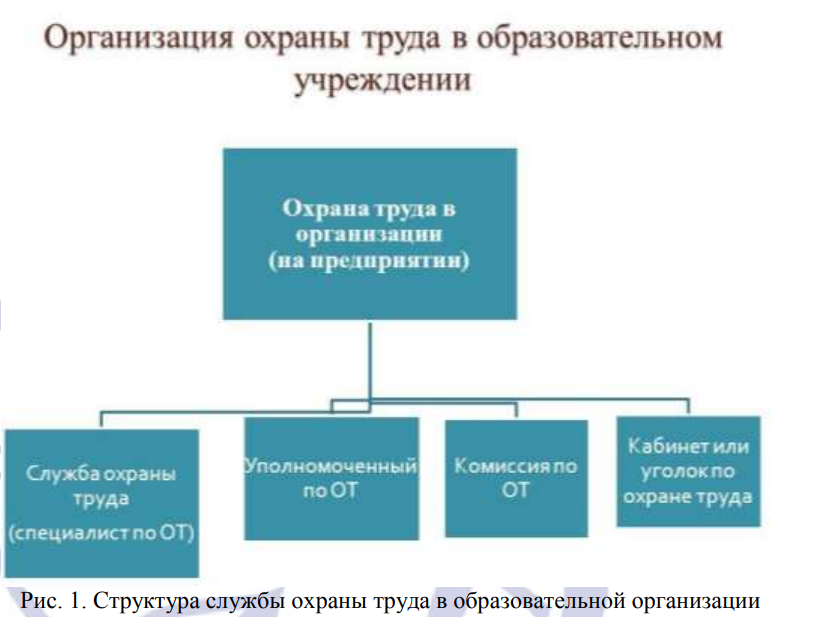 Организация охраны труда в образовательном
учреждении
Охрана труда в
организации
(на предприятии)
Служба охраны
труда
(специалист по ОТ)
Уполномоченный
по ОТ
Комиссия по
ОТ
Кабинет или
уголок по
охране труда
Рис. 1. Структура службы охраны труда в образовательной организации